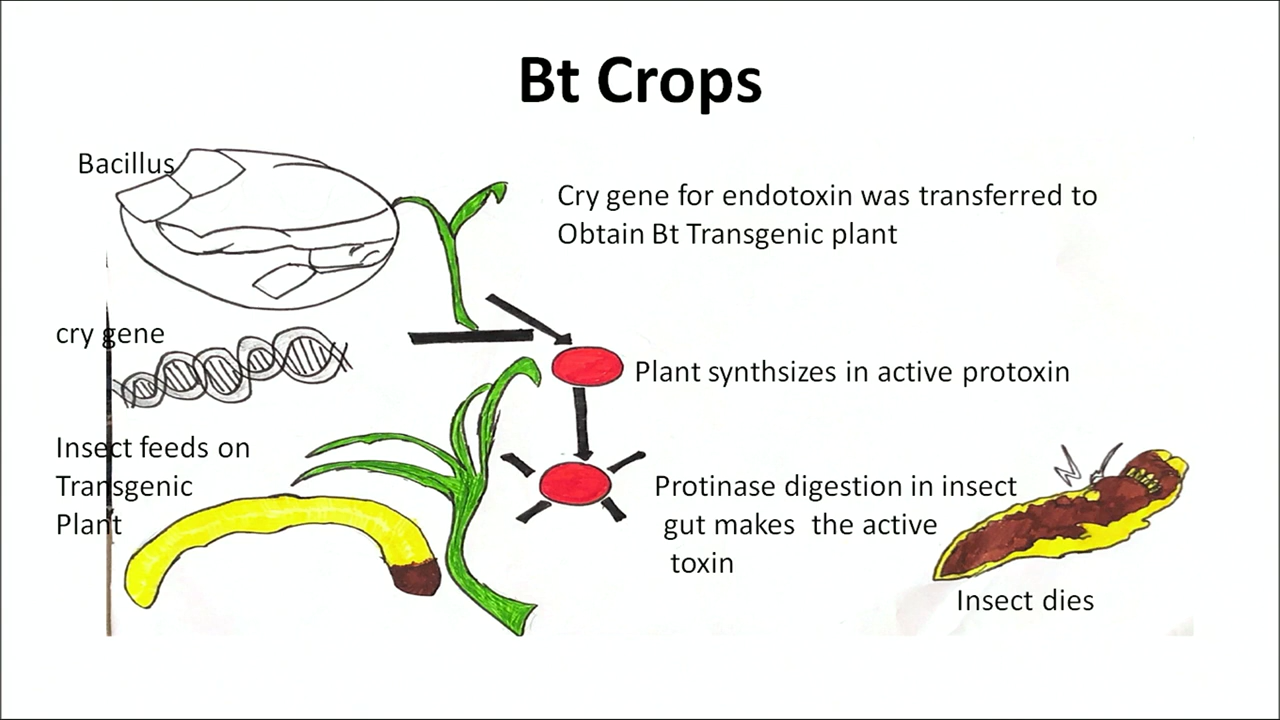 Bt Crops
Bacillus
Cry gene for endotoxin was transferred to
Obtain Bt Transgenic plant
cry gene
Plant synthsizes in active protoxin
Insect feeds on
Transgenic
Plant
Protinase digestion in insect
gut makes the active
toxin
Insect dies